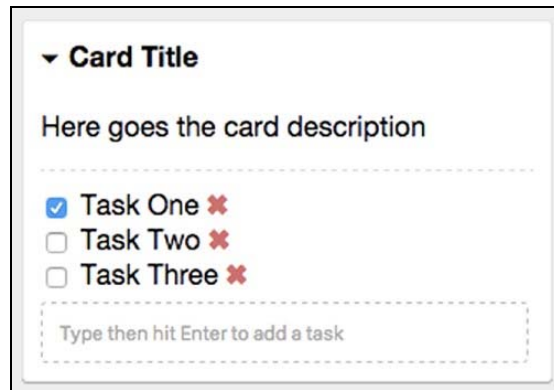 Card Title
Here goes the card description
Task One ✖
Task Two ✖
Task Three ✖
Type then hit Enter to add a task